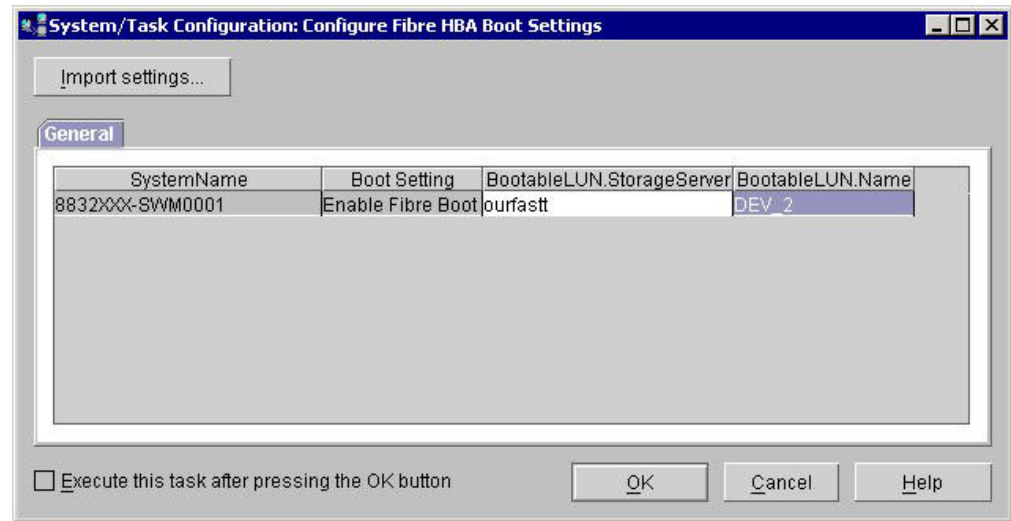 System/Task Configuration: Configure Fibre HBA Boot Settings
Import settings...
General
SystemName Boot Setting BootableLUN.StorageServer BootableLUN.Name
8832XXX-SWM0001 Enable Fibre Boot ourfastt DEV_2
Execute this task after pressing the OK button OK Cancel Help